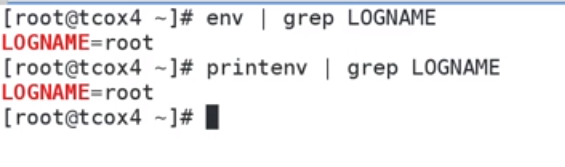 [root@tcox4 ~]# env | grep LOGNAME
LOGNAME=root
[root@tcox4 ~]# printenv | grep LOGNAME
LOGNAME=root
[root@tcox4 ~]#